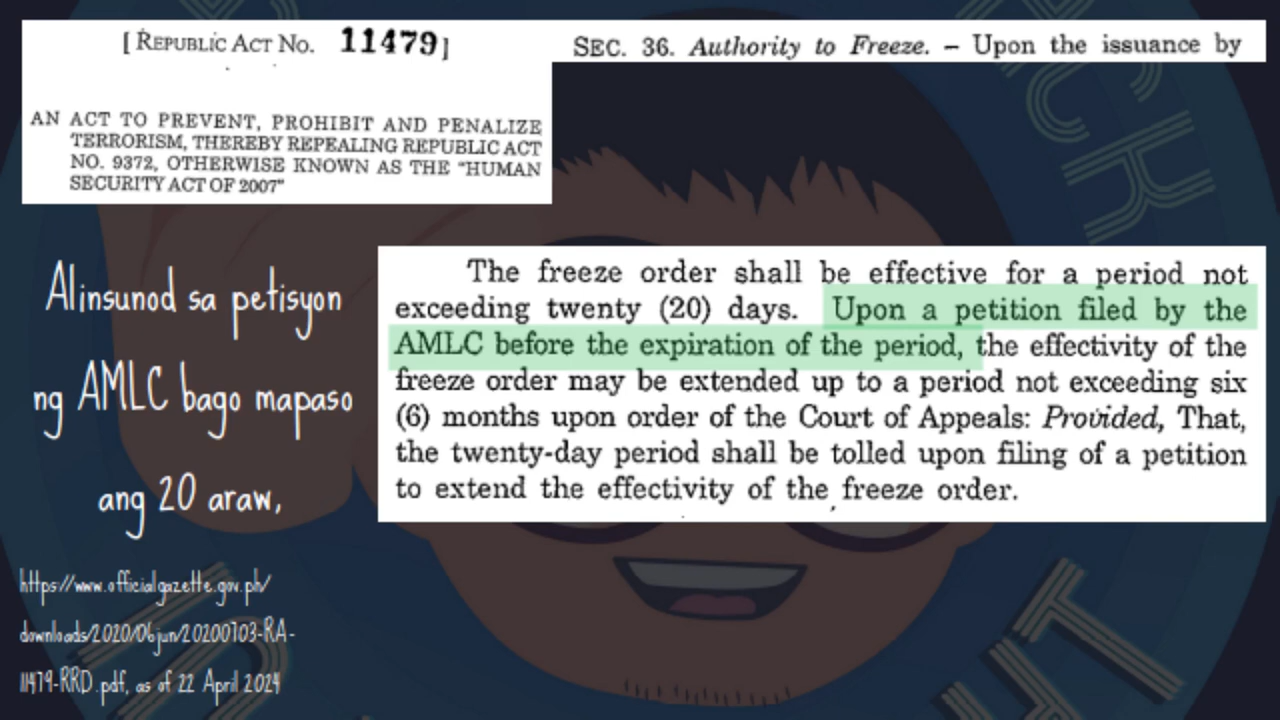 [ REPUBLIC ACT NO. 11479 ]
SEC. 36. Authority to Freeze. – Upon the issuance by
AN ACT TO PREVENT, PROHIBIT AND PENALIZE
TERRORISM, THEREBY REPEALING REPUBLIC ACT
NO. 9372, OTHERWISE KNOWN AS THE "HUMAN
SECURITY ACT OF 2007"
Alinsunod sa petisyon
ng AMLC bago mapaso
ang 20 araw,
The freeze order shall be effective for a period not
exceeding twenty (20) days. Upon a petition filed by the
AMLC before the expiration of the period, the effectivity of the
freeze order may be extended up to a period not exceeding six
(6) months upon order of the Court of Appeals: Provided, That,
the twenty-day period shall be tolled upon filing of a petition
to extend the effectivity of the freeze order.
https://www.officialgazette.gov.ph/
downloads/2020/06jun/20200703-RA-
11479-RRD.pdf, as of 22 April 2024